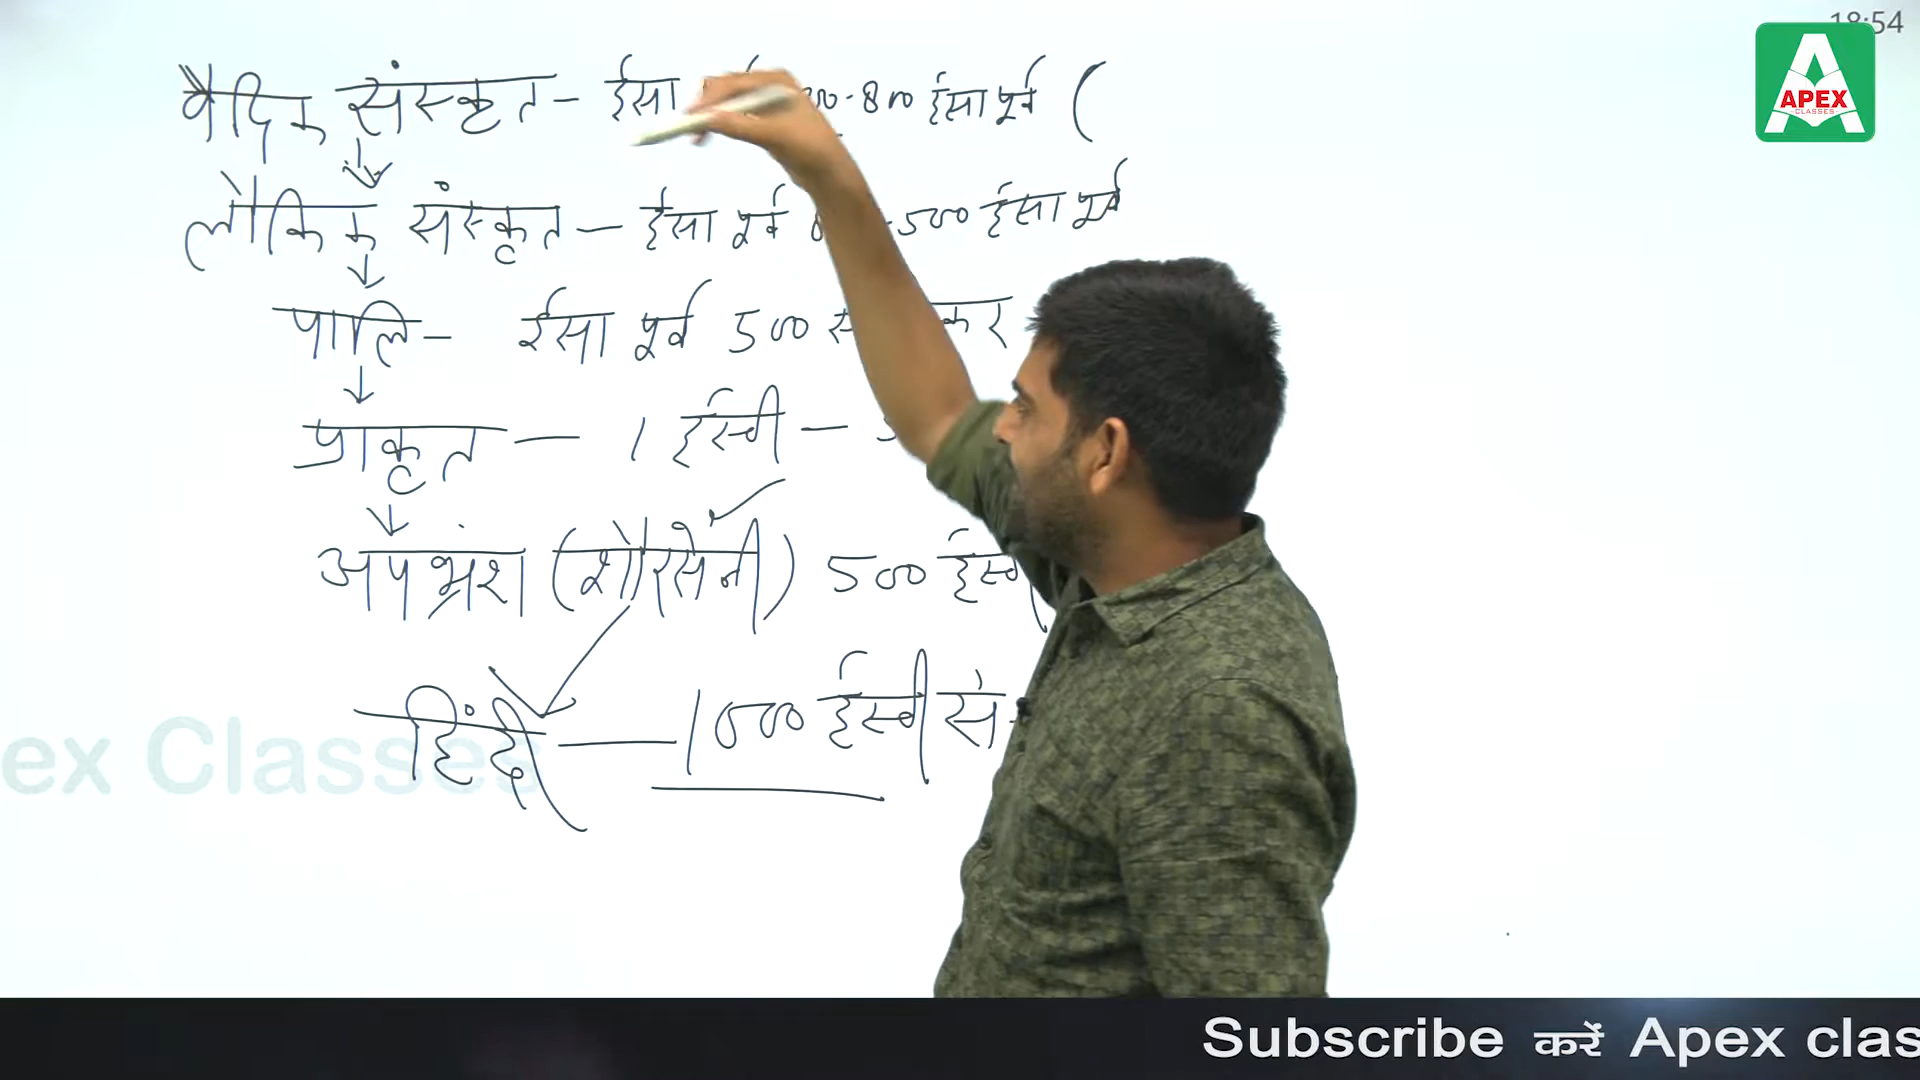 18:54
APEX
CLASSES
वैदिक संस्कृत - ईसा 00-800 ईसा पूर्व (
लौकिक संस्कृत - ईसा पूर्व -500 ईसा पूर्व
पालि - ईसा पूर्व 500
प्राकृत - 1 ईस्वी -
अपभ्रंश (शौरसेनी) 500
हिंदी - 1000 ईस्वी से
ex Classes
Subscribe करें Apex clas